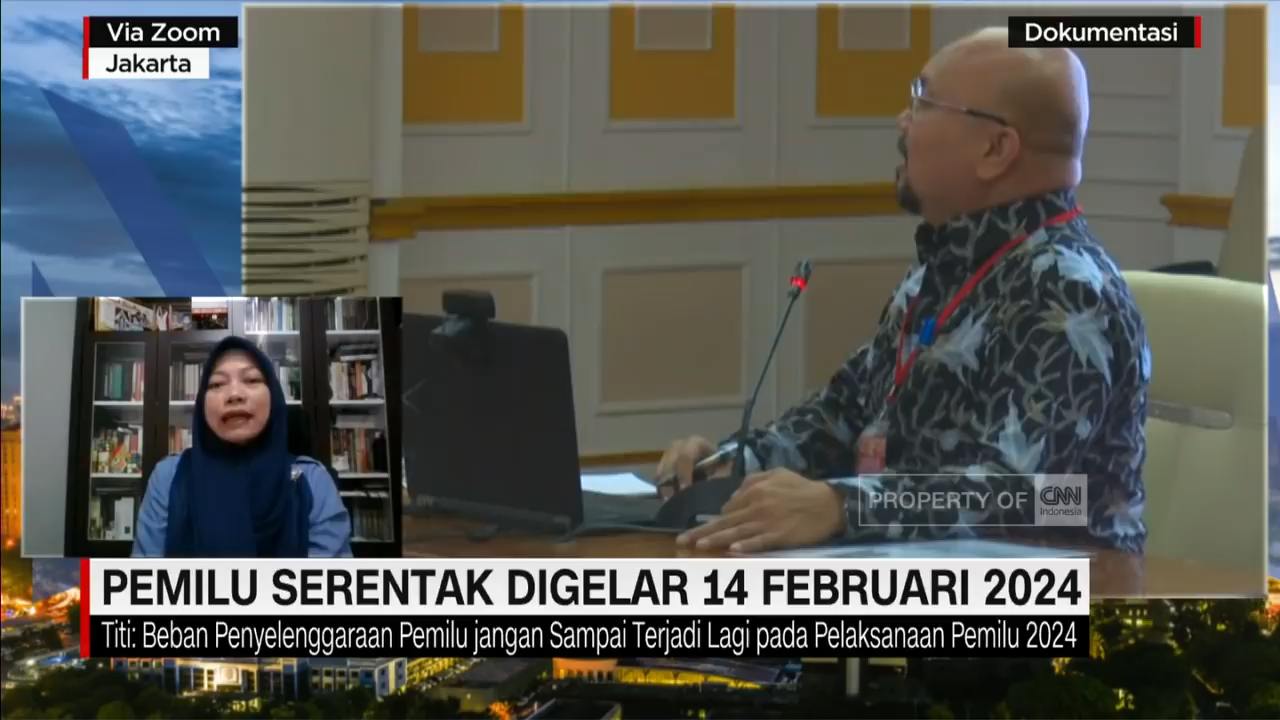 Via Zoom
Jakarta
Dokumentasi
PROPERTY OF CNN Indonesia
PEMILU SERENTAK DIGELAR 14 FEBRUARI 2024
Titi: Beban Penyelenggaraan Pemilu jangan Sampai Terjadi Lagi pada Pelaksanaan Pemilu 2024